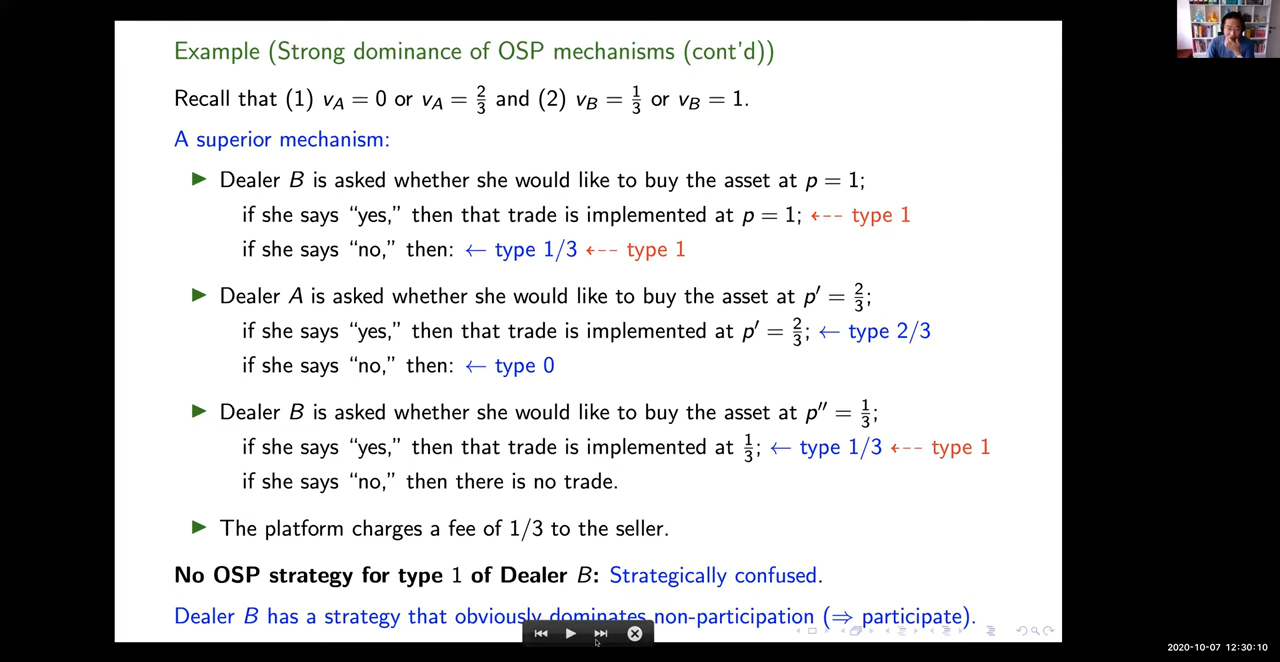 Example (Strong dominance of OSP mechanisms (cont'd))
Recall that (1) v_A = 0 or v_A = 2/3 and (2) v_B = 1/3 or v_B = 1.
A superior mechanism:
▶ Dealer B is asked whether she would like to buy the asset at p = 1;
if she says "yes," then that trade is implemented at p = 1; ⇠ type 1
if she says "no," then: ← type 1/3 ⇠ type 1
▶ Dealer A is asked whether she would like to buy the asset at p′ = 2/3;
if she says "yes," then that trade is implemented at p′ = 2/3; ← type 2/3
if she says "no," then: ← type 0
▶ Dealer B is asked whether she would like to buy the asset at p″ = 1/3;
if she says "yes," then that trade is implemented at 1/3; ← type 1/3 ⇠ type 1
if she says "no," then there is no trade.
▶ The platform charges a fee of 1/3 to the seller.
No OSP strategy for type 1 of Dealer B: Strategically confused.
Dealer B has a strategy that obviously dominates non-participation (⇒ participate).
2020-10-07 12:30:10